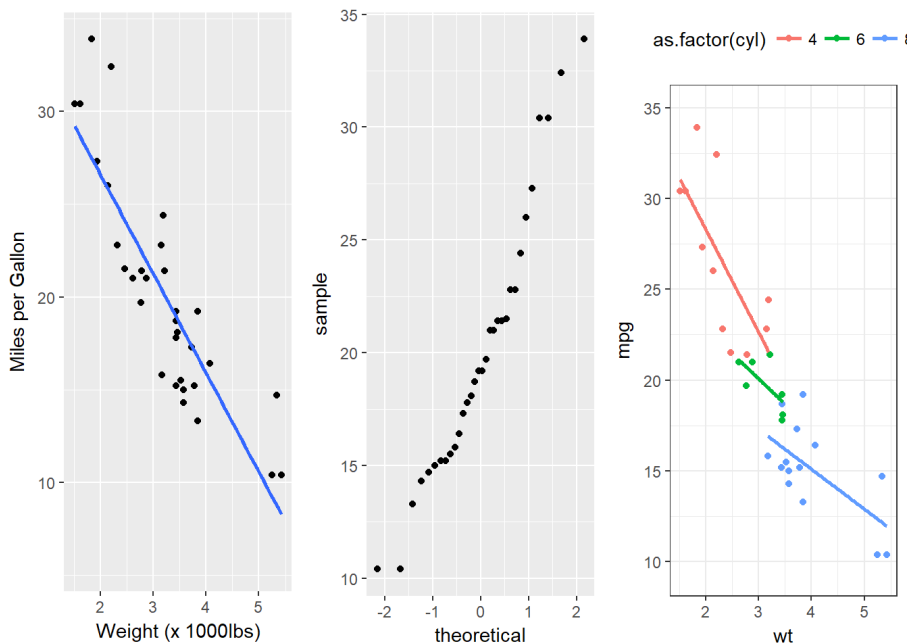 Miles per Gallon
30
20
10
2 3 4 5
Weight (x 1000lbs)
sample
35
30
25
20
15
10
-2 -1 0 1 2
theoretical
as.factor(cyl) 4 6 8
mpg
35
30
25
20
15
10
2 3 4 5
wt